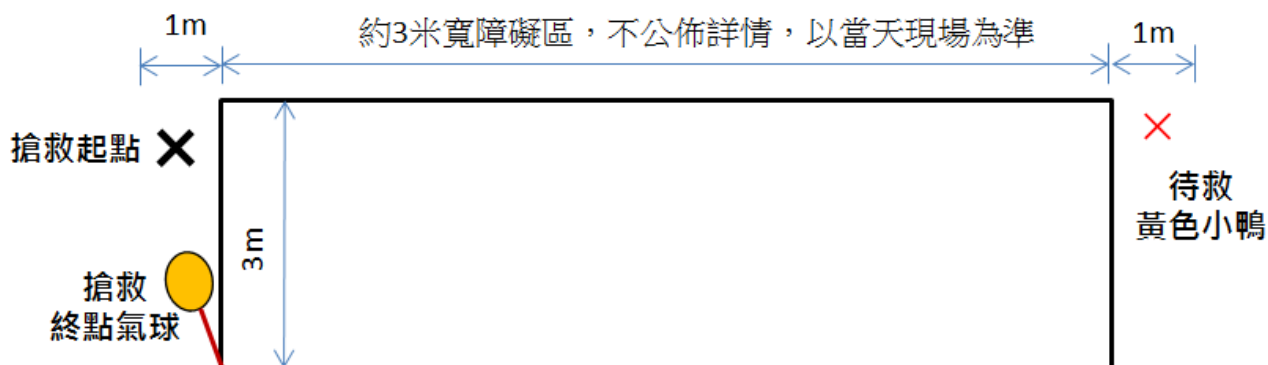 1m
約3米寬障礙區，不公佈詳情，以當天現場為準
1m
搶救起點
待救
黃色小鴨
3m
搶救
終點氣球